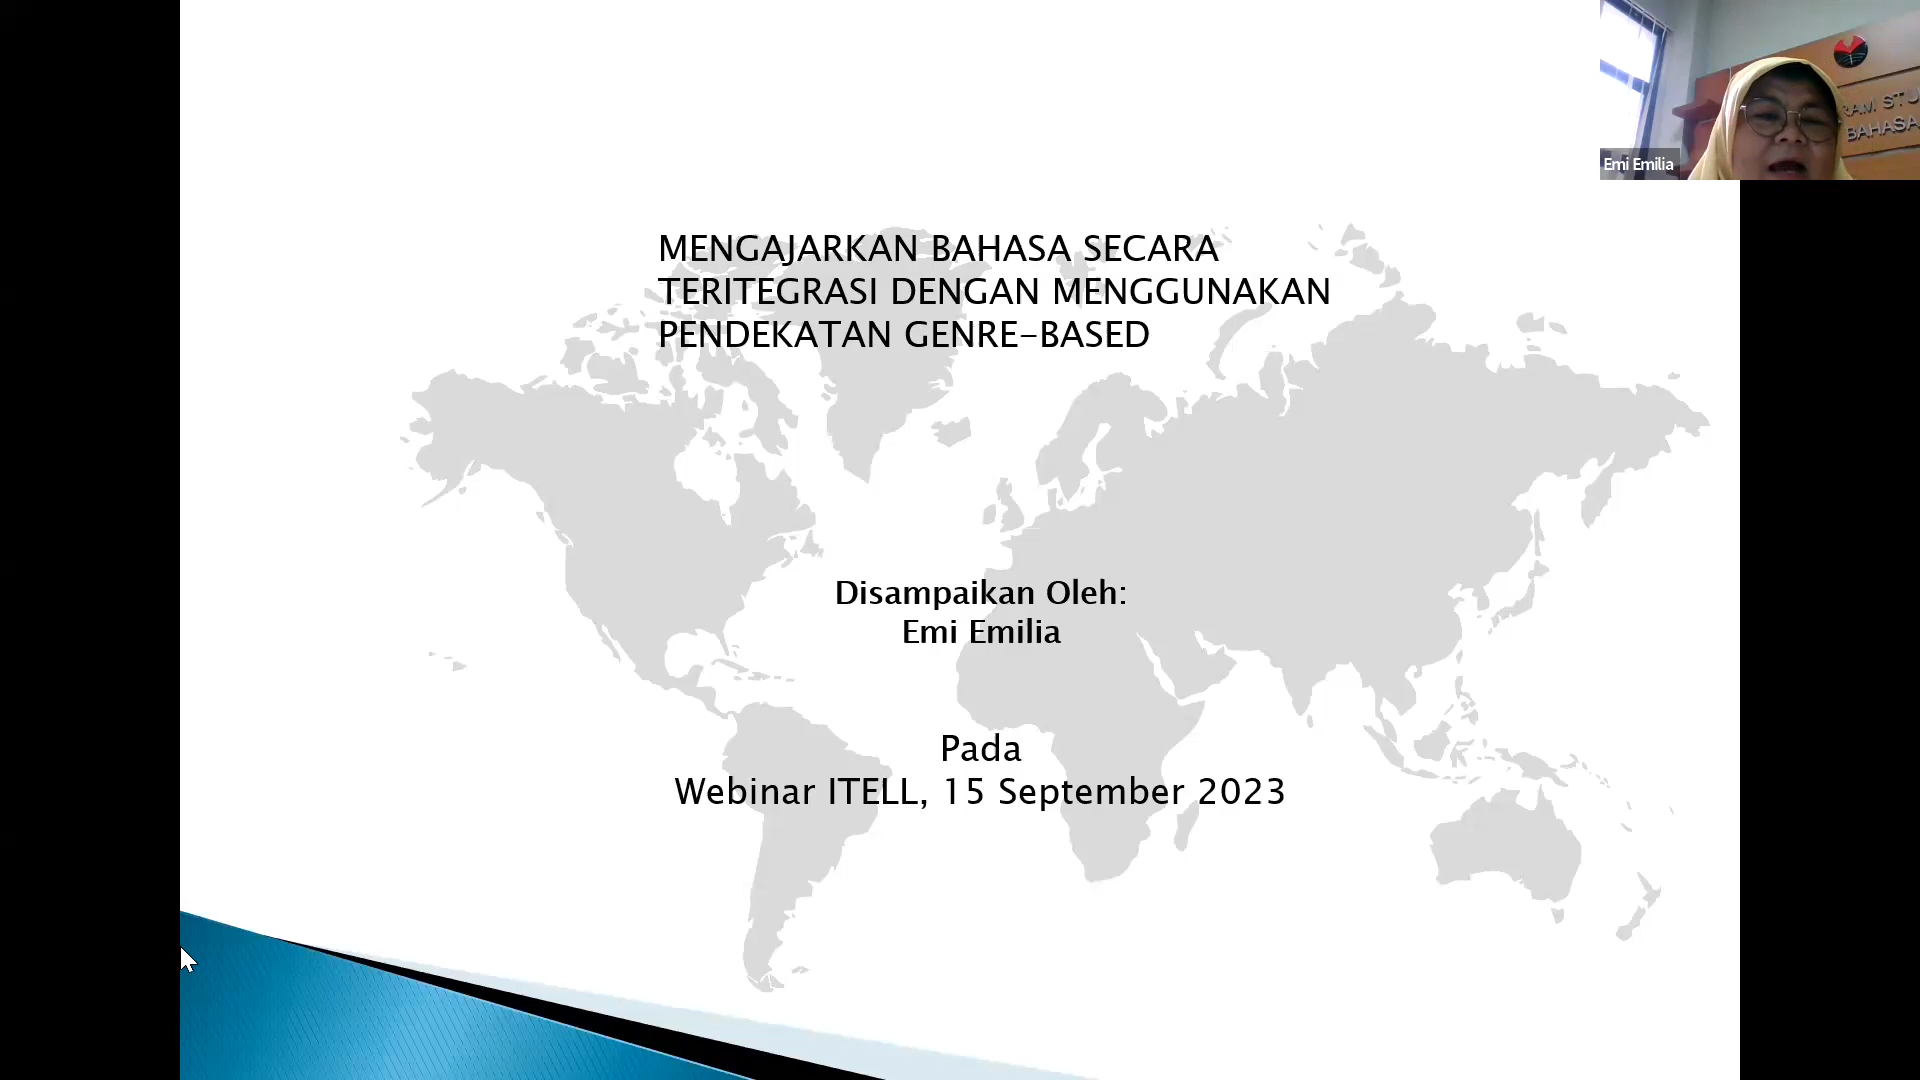 MENGAJARKAN BAHASA SECARA
TERITEGRASI DENGAN MENGGUNAKAN
PENDEKATAN GENRE-BASED
Disampaikan Oleh:
Emi Emilia
Pada
Webinar ITELL, 15 September 2023
Emi Emilia
BAHASA